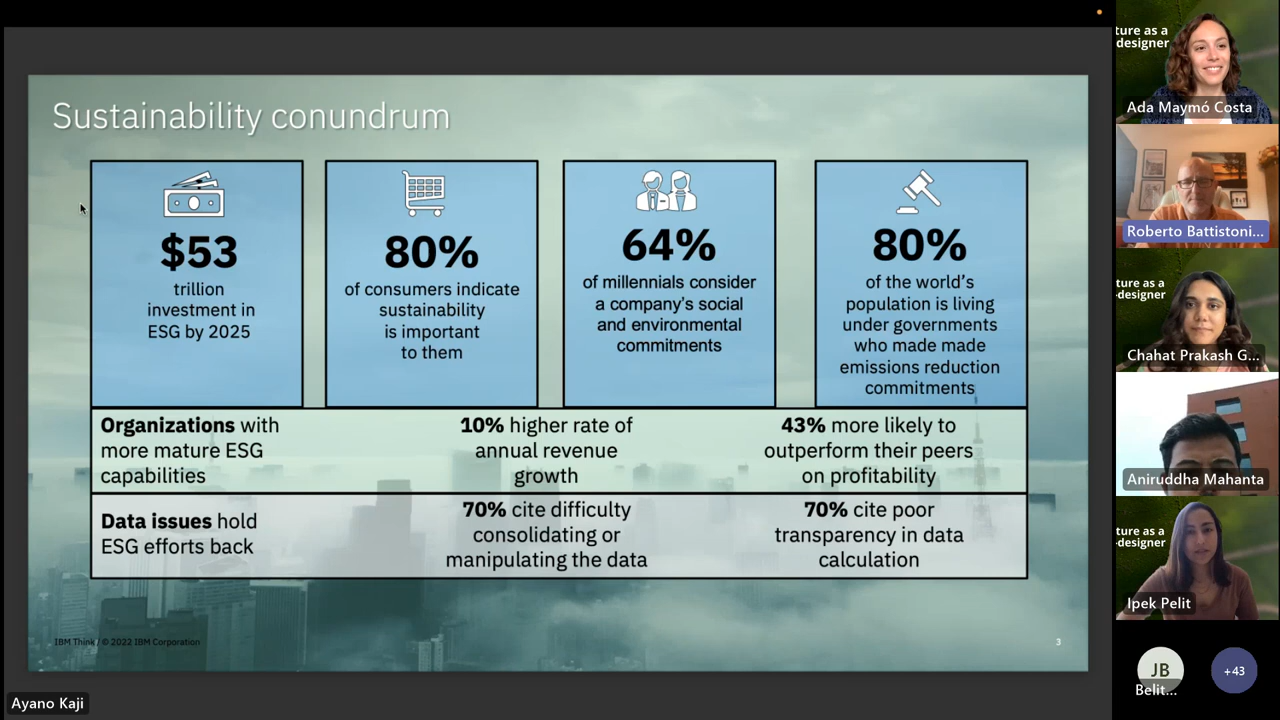 Sustainability conundrum
$53
trillion
investment in
ESG by 2025
80%
of consumers indicate
sustainability
is important
to them
64%
of millennials consider
a company's social
and environmental
commitments
80%
of the world's
population is living
under governments
who made made
emissions reduction
commitments
Organizations with
more mature ESG
capabilities
10% higher rate of
annual revenue
growth
43% more likely to
outperform their peers
on profitability
Data issues hold
ESG efforts back
70% cite difficulty
consolidating or
manipulating the data
70% cite poor
transparency in data
calculation
IBM Think / © 2022 IBM Corporation
3
Ayano Kaji
ture as a
designer
Ada Maymó Costa
Roberto Battistoni...
ture as a
-designer
Chahat Prakash G...
Aniruddha Mahanta
ture as a
-designer
Ipek Pelit
JB
Belit...
+43